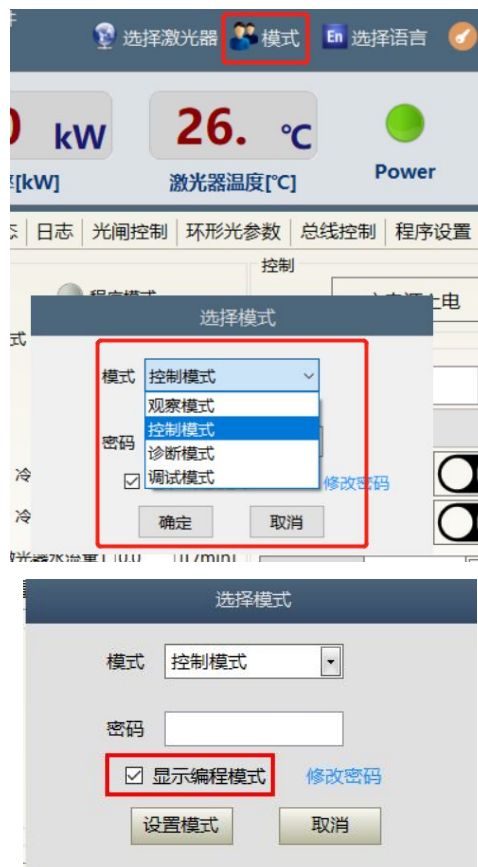 选择激光器 模式 En 选择语言
kW 26. ℃
[kW] 激光器温度[℃] Power
日志 光闸控制 环形光参数 总线控制 程序设置
控制
选择模式
模式 控制模式
观察模式
控制模式
诊断模式
调试模式
密码
修改密码
确定 取消
冷
冷
选择模式
模式 控制模式
密码
显示编程模式 修改密码
设置模式 取消